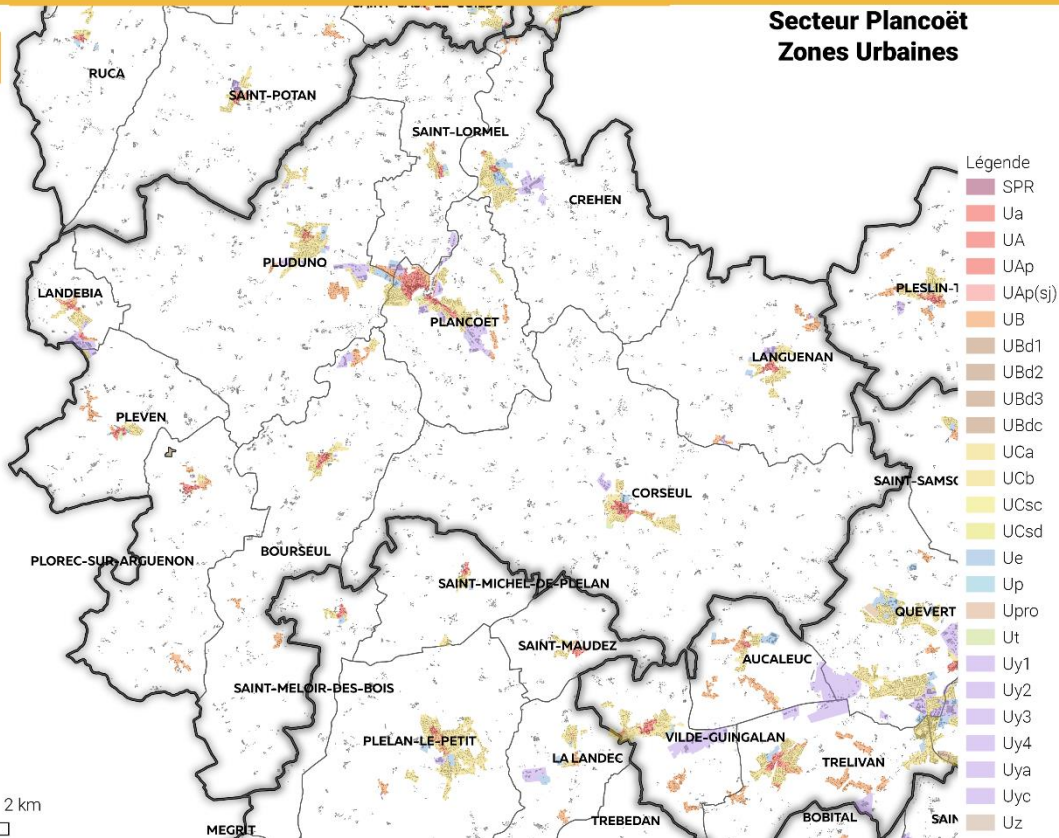 Secteur Plancoët
Zones Urbaines
RUCA
SAINT-POTAN
SAINT-LORMEL
CREHEN
PLUDUNO
LANDEBIA
PLANCOET
PLESLIN-T
LANGUENAN
PLEVEN
CORSEUL
SAINT-SAMSO
PLOREC-SUR-ARGUENON
BOURSEUL
SAINT-MICHEL-DE-PLELAN
QUEVERT
SAINT-MAUDEZ
AUCALEUC
SAINT-MELOIR-DES-BOIS
PLELAN-LE-PETIT
VILDE-GUINGALAN
LA LANDEC
TRELIVAN
2 km
TREBEDAN
BOBITAL
SAIN
MEGRIT
Légende
SPR
Ua
UA
UAp
UAp(sj)
UB
UBd1
UBd2
UBd3
UBdc
UCa
UCb
UCsc
UCsd
Ue
Up
Upro
Ut
Uy1
Uy2
Uy3
Uy4
Uya
Uyc
Uz